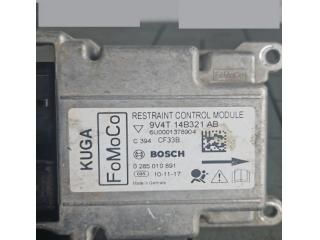 KUGA
FoMoCo
RESTRAINT CONTROL MODULE
9V4T 14B321 AB
6U0001378904
C 394 CF33B
BOSCH
0 285 010 891
10-11-17
Made in Germany